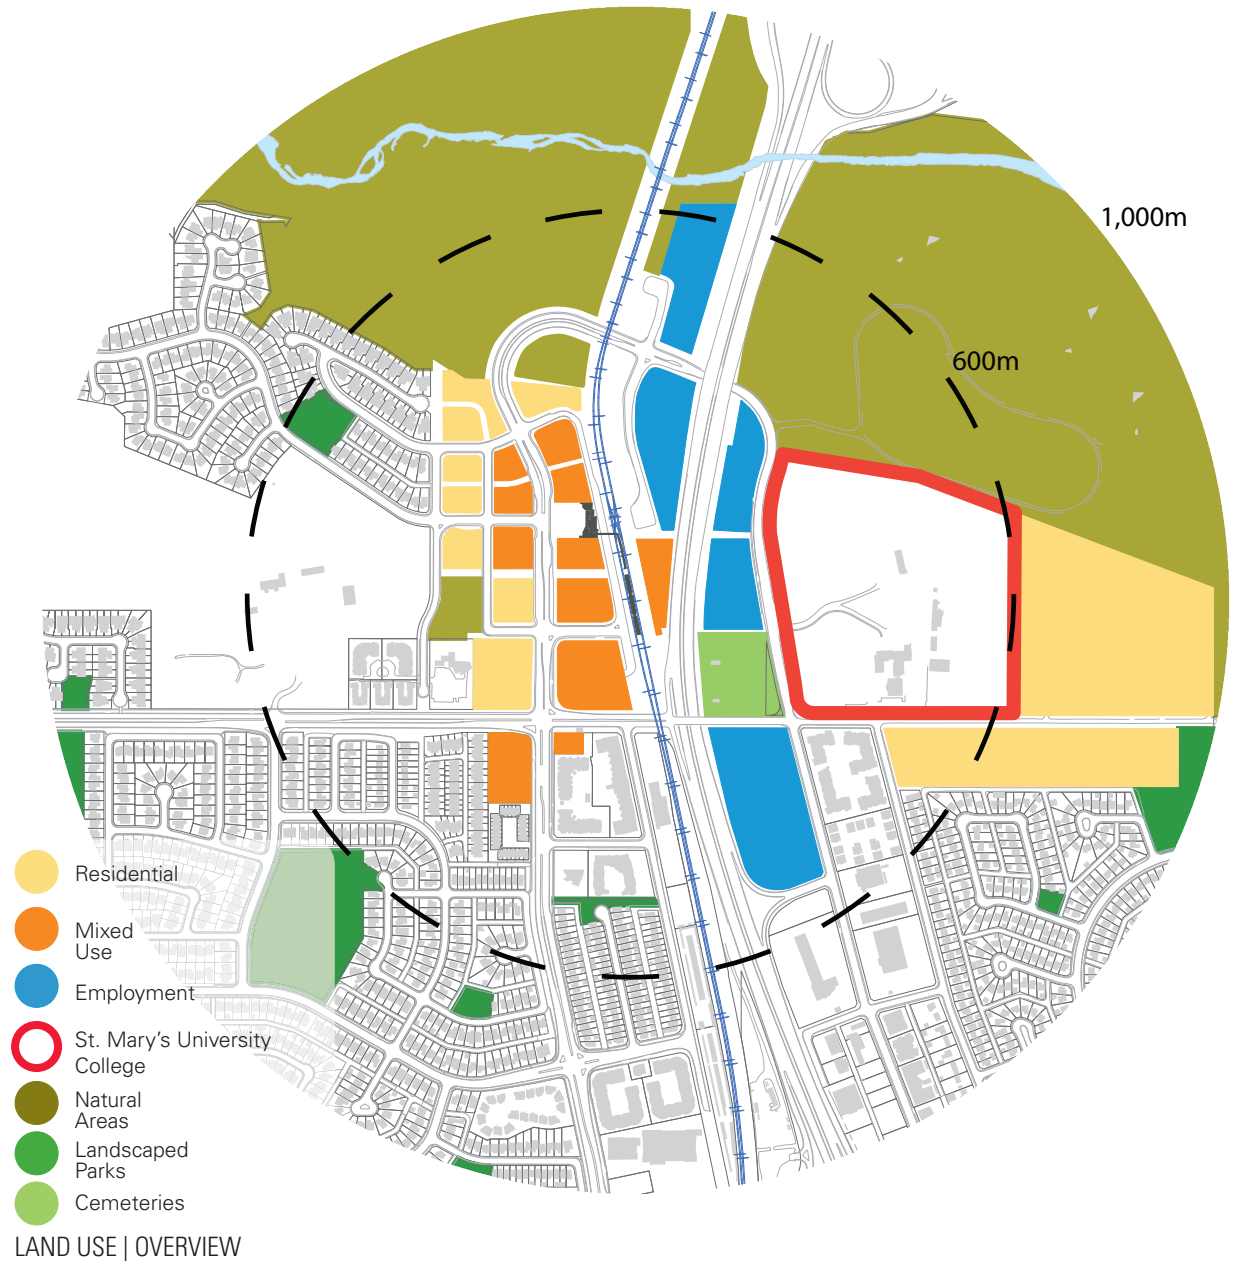 1,000m
600m
Residential
Mixed
Use
Employment
St. Mary's University
College
Natural
Areas
Landscaped
Parks
Cemeteries
LAND USE | OVERVIEW